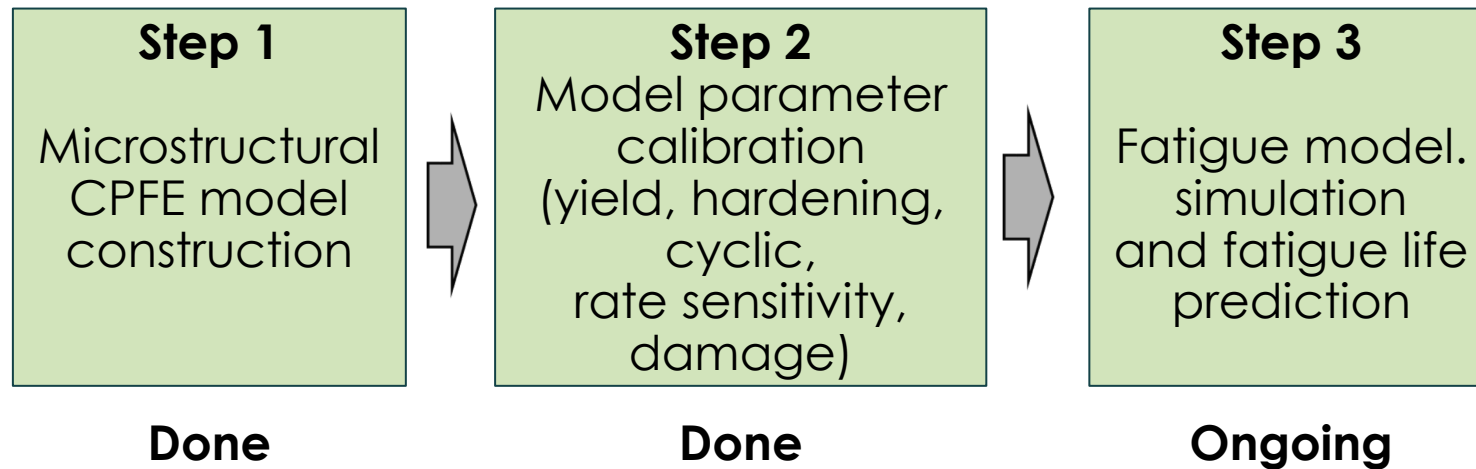 Step 1
Microstructural
CPFE model
construction
Step 2
Model parameter
calibration
(yield, hardening,
cyclic,
rate sensitivity,
damage)
Step 3
Fatigue model.
simulation
and fatigue life
prediction
Done
Done
Ongoing